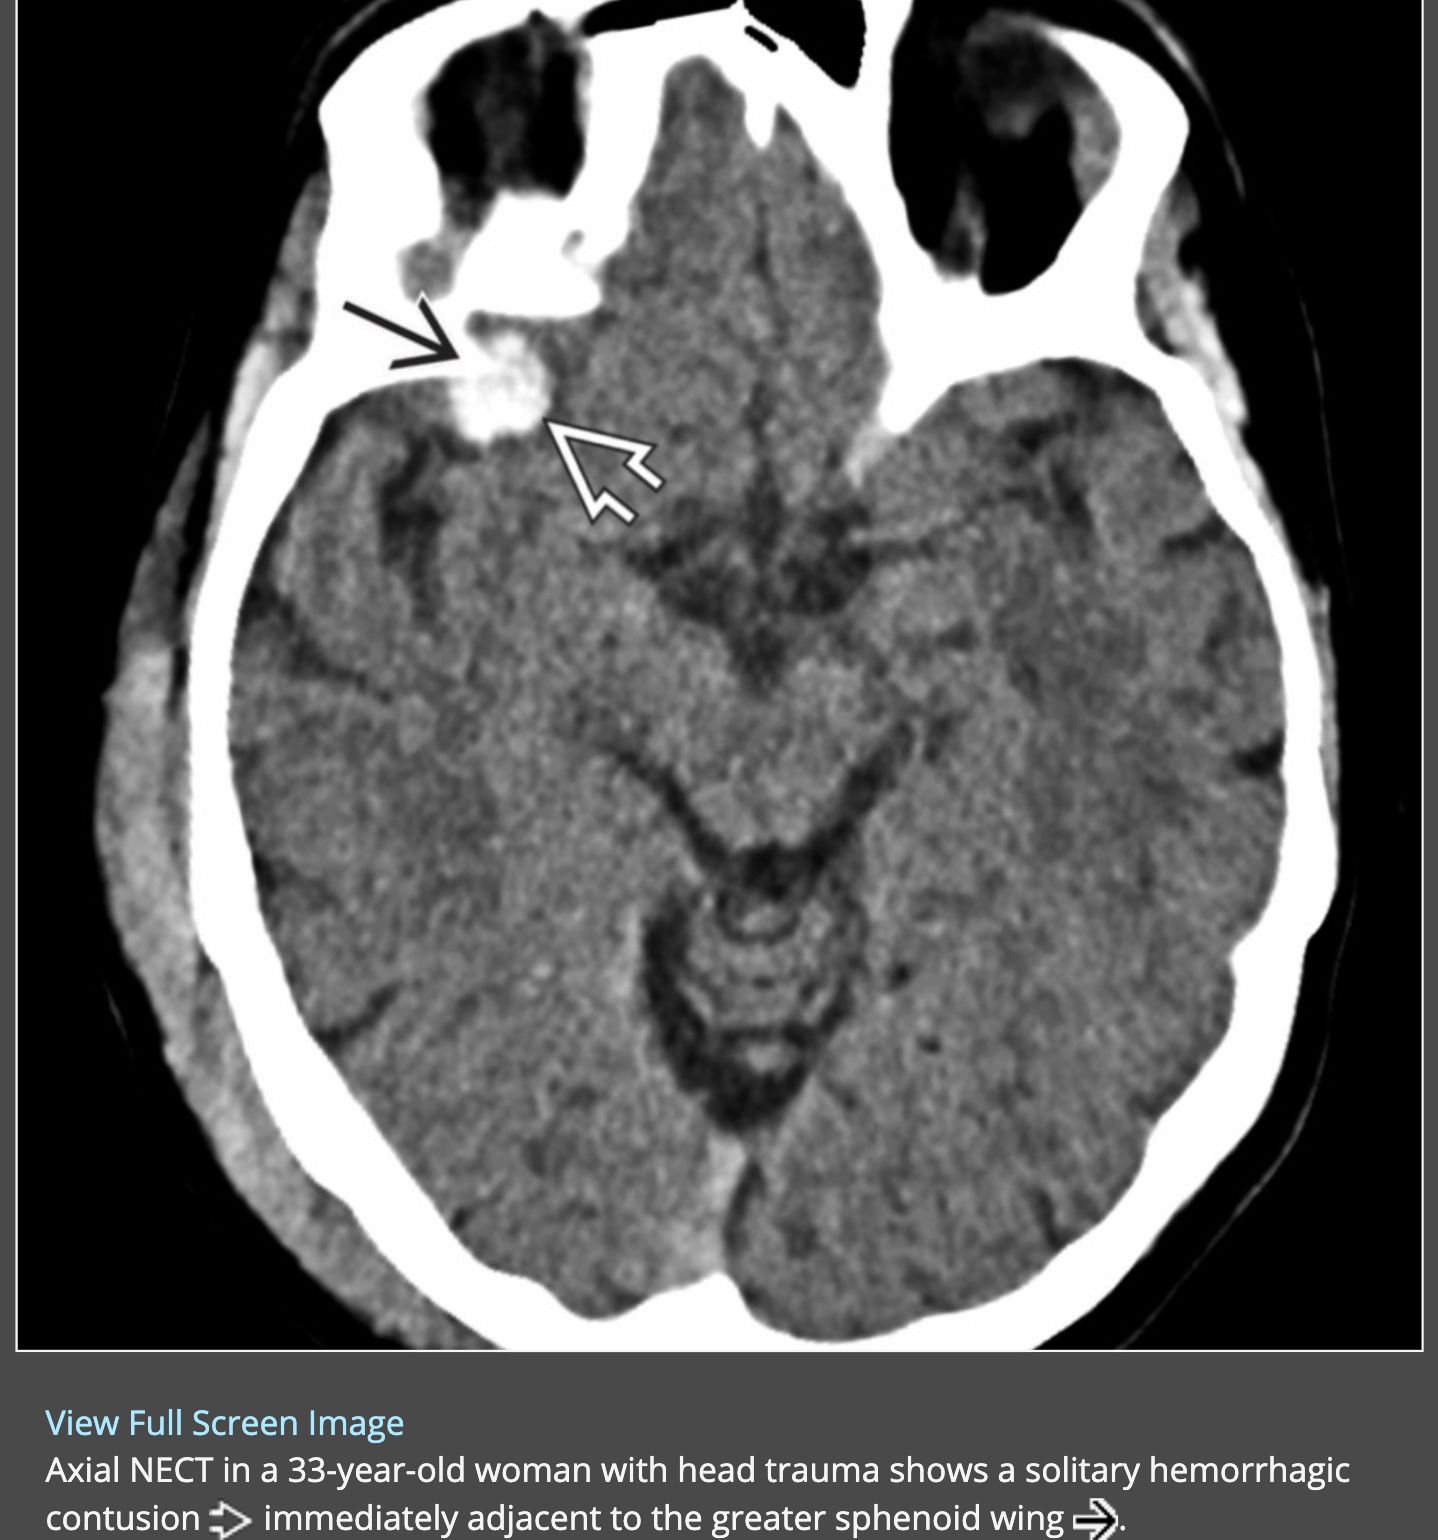 View Full Screen Image
Axial NECT in a 33-year-old woman with head trauma shows a solitary hemorrhagic
contusion immediately adjacent to the greater sphenoid wing .